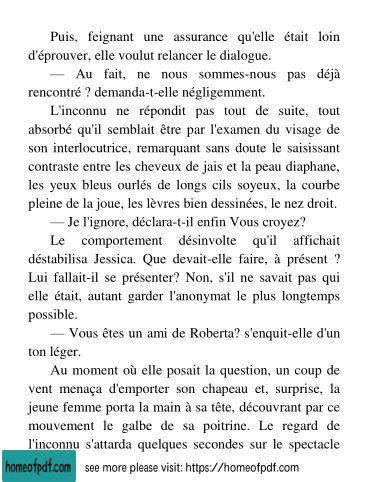 Puis, feignant une assurance qu'elle était loin
d'éprouver, elle voulut relancer le dialogue.
— Au fait, ne nous sommes-nous pas déjà
rencontré ? demanda-t-elle négligemment.
L'inconnu ne répondit pas tout de suite, tout
absorbé qu'il semblait être par l'examen du visage de
son interlocutrice, remarquant sans doute le saisissant
contraste entre les cheveux de jais et la peau diaphane,
les yeux bleus ourlés de longs cils soyeux, la courbe
pleine de la joue, les lèvres bien dessinées, le nez droit.
— Je l'ignore, déclara-t-il enfin Vous croyez?
Le comportement désinvolte qu'il affichait
déstabilisa Jessica. Que devait-elle faire, à présent ?
Lui fallait-il se présenter? Non, s'il ne savait pas qui
elle était, autant garder l'anonymat le plus longtemps
possible.
— Vous êtes un ami de Roberta? s'enquit-elle d'un
ton léger.
Au moment où elle posait la question, un coup de
vent menaça d'emporter son chapeau et, surprise, la
jeune femme porta la main à sa tête, découvrant par ce
mouvement le galbe de sa poitrine. Le regard de
l'inconnu s'attarda quelques secondes sur le spectacle
homeofpdf.com see more please visit: https://homeofpdf.com